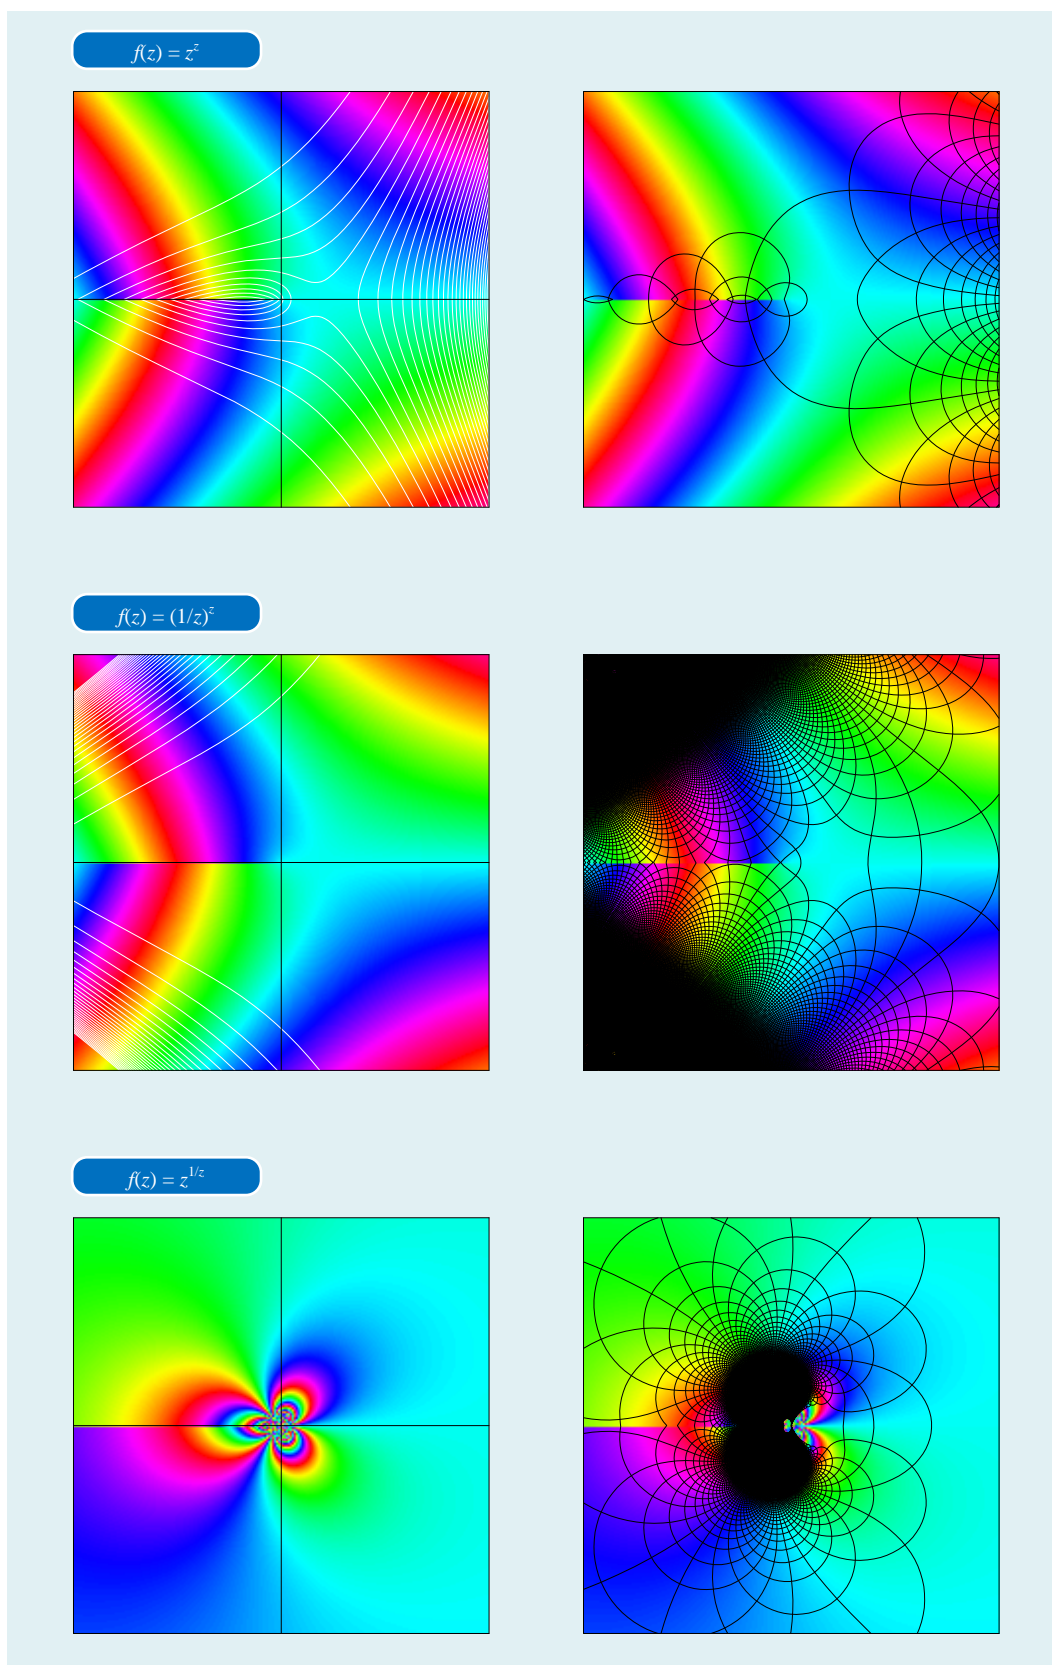 f(z) = z^z
f(z) = (1/z)^z
f(z) = z^{1/z}